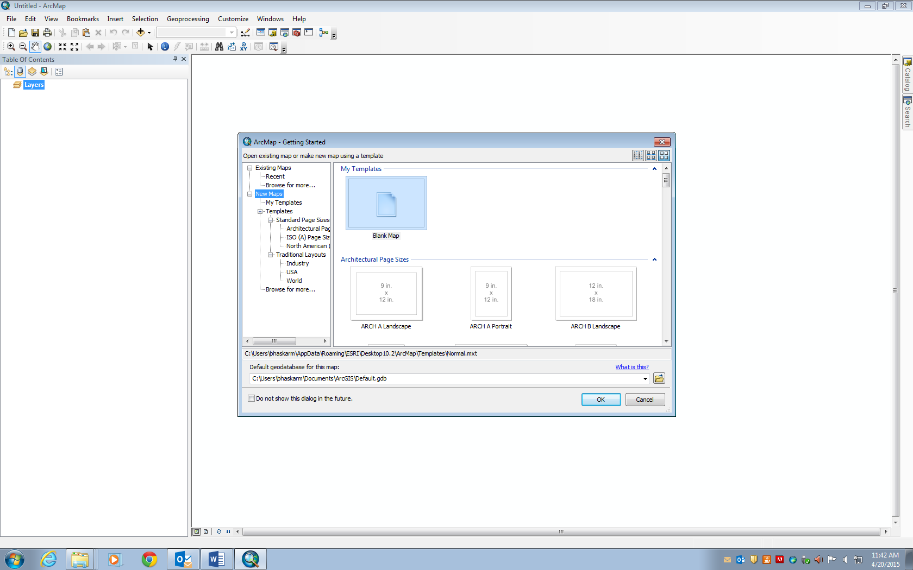 Untitled - ArcMap
File Edit View Bookmarks Insert Selection Geoprocessing Customize Windows Help
Table Of Contents
Layers
Catalog
Search
ArcMap - Getting Started
Open existing map or make new map using a template
Existing Maps
Recent
Browse for more...
New Maps
My Templates
Templates
Standard Page Sizes
Architectural Pag
ISO (A) Page Siz
North American
Traditional Layouts
Industry
USA
World
Browse for more...
My Templates
Blank Map
Architectural Page Sizes
9 in.
x
12 in.
ARCH A Landscape
9 in.
x
12 in.
ARCH A Portrait
12 in.
x
18 in.
ARCH B Landscape
C:\Users\bhaskarm\AppData\Roaming\ESRI\Desktop10.2\ArcMap\Templates\Normal.mxt
Default geodatabase for this map:
What is this?
C:\Users\bhaskarm\Documents\ArcGIS\Default.gdb
Do not show this dialog in the future.
OK
Cancel
11:42 AM
4/20/2015